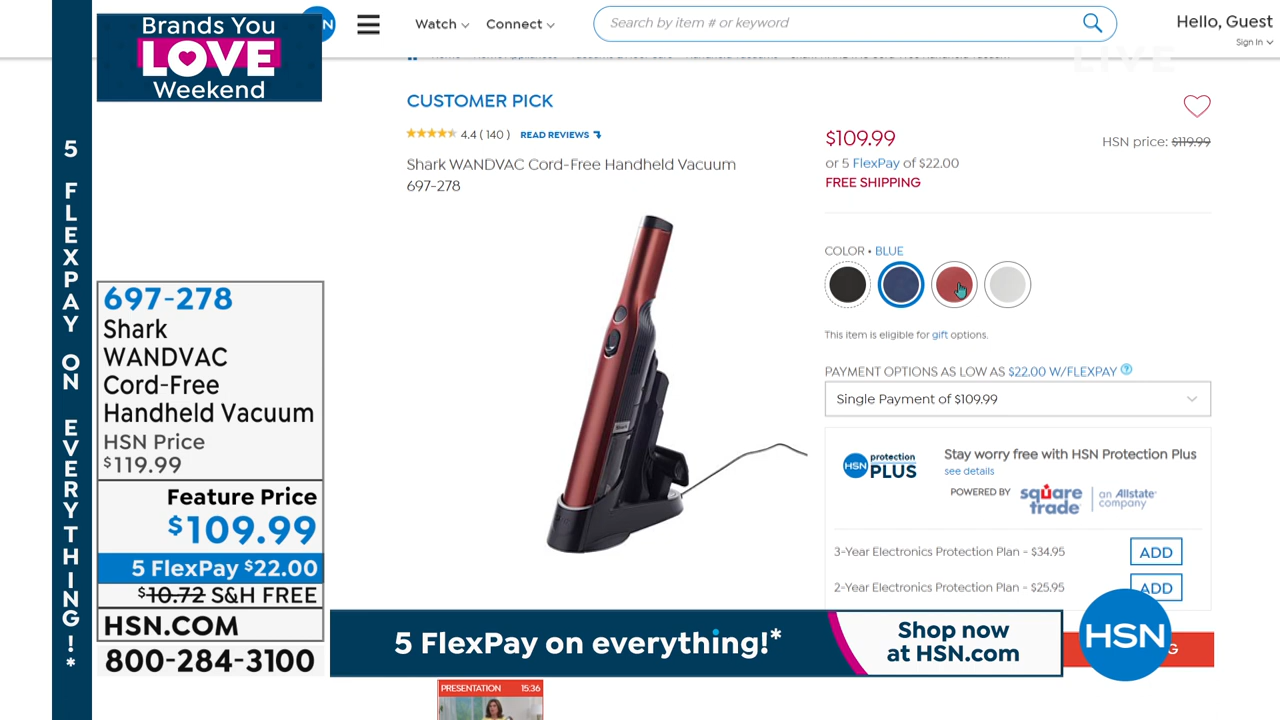 Brands You
LOVE
Weekend
Watch
Connect
Search by item # or keyword
Hello, Guest
Sign In
LIVE
5 FLEXPAY ON EVERYTHING!*
CUSTOMER PICK
4.4 ( 140 ) READ REVIEWS
Shark WANDVAC Cord-Free Handheld Vacuum
697-278
$109.99
HSN price: $119.99
or 5 FlexPay of $22.00
FREE SHIPPING
COLOR • BLUE
This item is eligible for gift options.
PAYMENT OPTIONS AS LOW AS $22.00 W/FLEXPAY ?
Single Payment of $109.99
HSN protection PLUS
Stay worry free with HSN Protection Plus
see details
POWERED BY square trade an Allstate company
3-Year Electronics Protection Plan - $34.95 ADD
2-Year Electronics Protection Plan - $25.95 ADD
697-278
Shark
WANDVAC
Cord-Free
Handheld Vacuum
HSN Price
$119.99
Feature Price
$109.99
5 FlexPay $22.00
$10.72 S&H FREE
HSN.COM
800-284-3100
Shark
5 FlexPay on everything!*
Shop now
at HSN.com
HSN
PRESENTATION 15:36